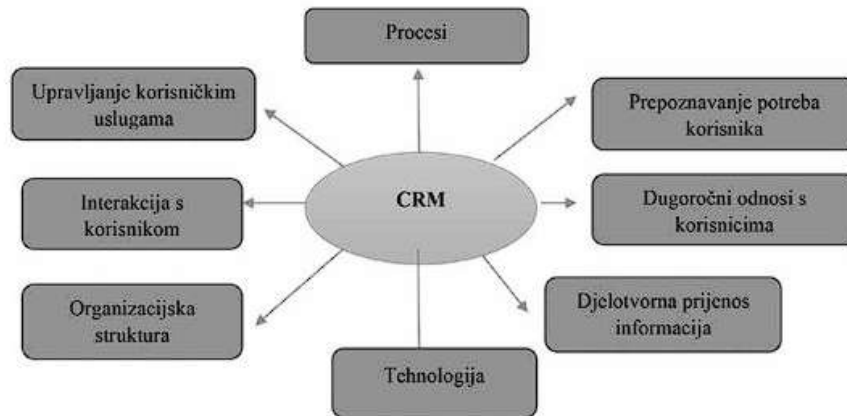 Procesi
Upravljanje korisničkim
uslugama
Prepoznavanje potreba
korisnika
Interakcija s
korisnikom
CRM
Dugoročni odnosi s
korisnicima
Organizacijska
struktura
Djelotvorna prijenos
informacija
Tehnologija